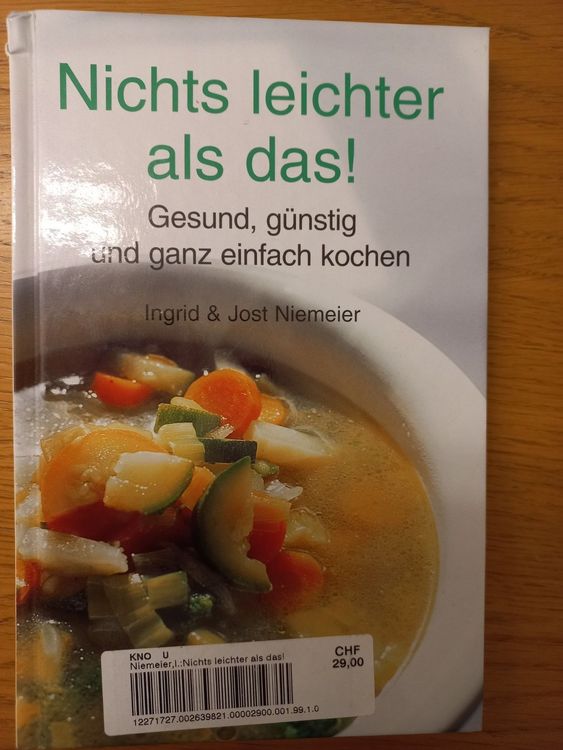 Nichts leichter
als das!
Gesund, günstig
und ganz einfach kochen
Ingrid & Jost Niemeier
KNO U
Niemeier,I.:Nichts leichter als das!
CHF
29,00
12271727.002639821.00002900.001.99.1.0